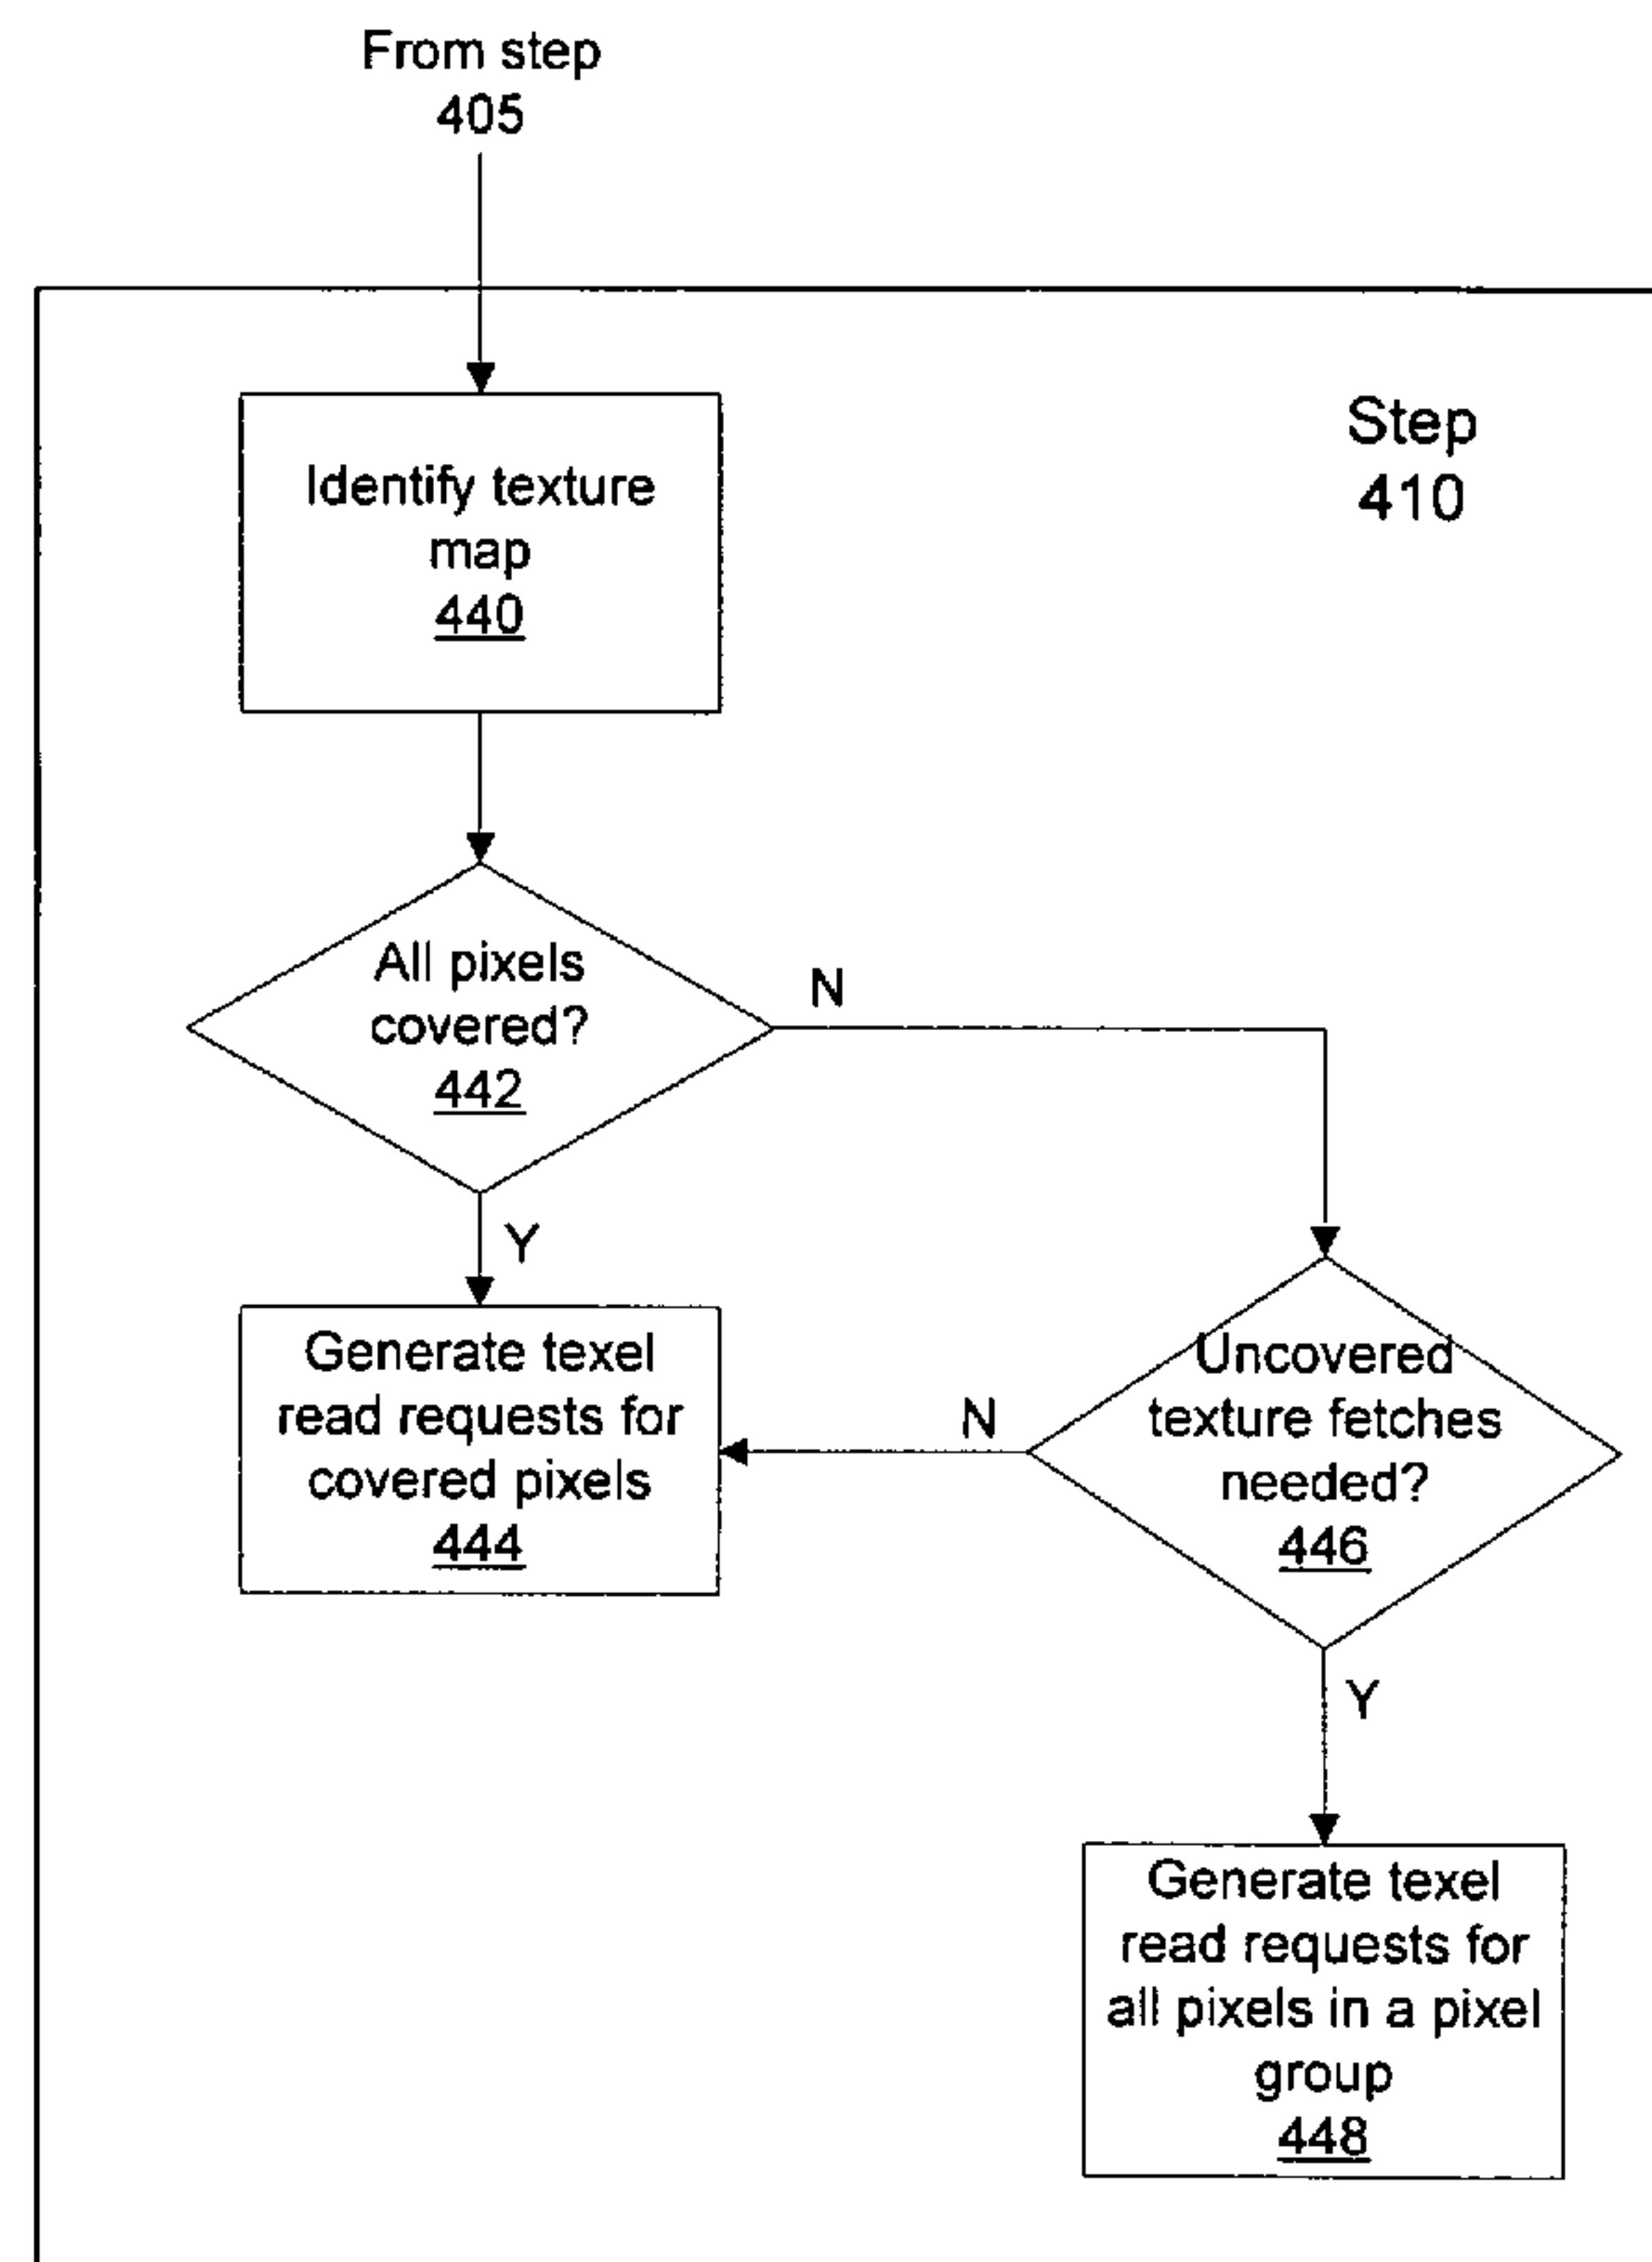 From step
405
Step
410
Identify texture
map
440
All pixels
covered?
442
N
Y
Generate texel
read requests for
covered pixels
444
N
Uncovered
texture fetches
needed?
446
Y
Generate texel
read requests for
all pixels in a pixel
group
448